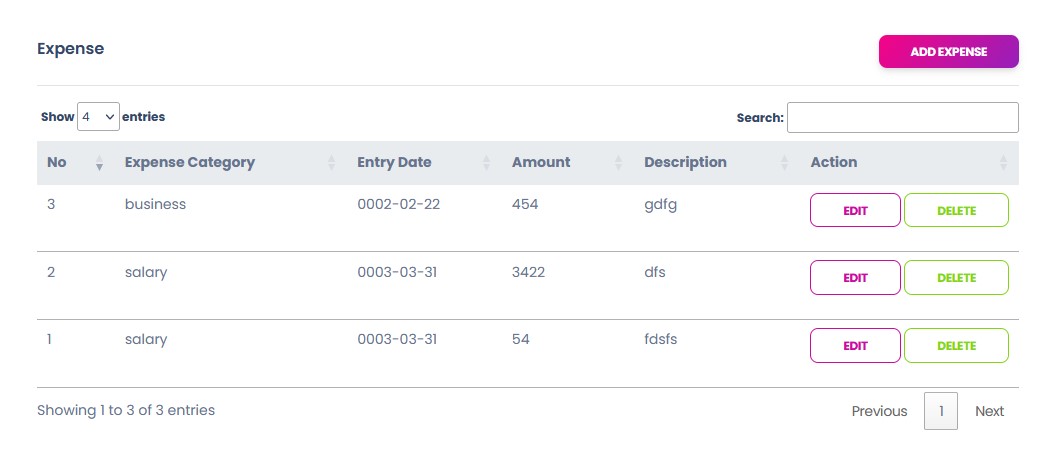 Expense
ADD EXPENSE
Show 4 entries
Search:
No Expense Category Entry Date Amount Description Action
3 business 0002-02-22 454 gdfg EDIT DELETE
2 salary 0003-03-31 3422 dfs EDIT DELETE
1 salary 0003-03-31 54 fdsfs EDIT DELETE
Showing 1 to 3 of 3 entries
Previous 1 Next